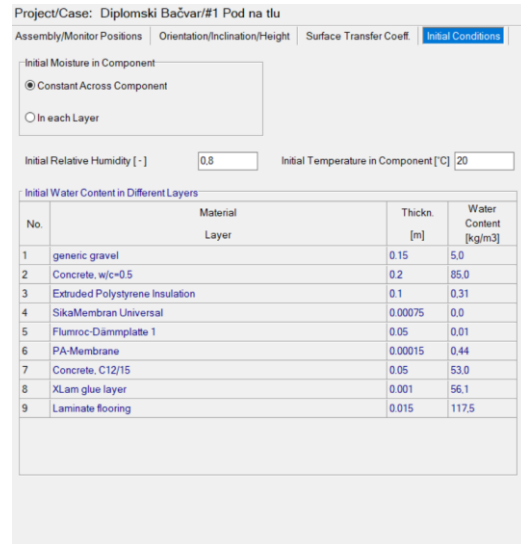 Project/Case: Diplomski Bačvar/#1 Pod na tlu
Assembly/Monitor Positions Orientation/Inclination/Height Surface Transfer Coeff. Initial Conditions
Initial Moisture in Component
Constant Across Component
In each Layer
Initial Relative Humidity [ - ] 0,8 Initial Temperature in Component [°C] 20
Initial Water Content in Different Layers
No. Material Layer Thickn. [m] Water Content [kg/m3]
1 generic gravel 0.15 5,0
2 Concrete, w/c=0.5 0.2 85,0
3 Extruded Polystyrene Insulation 0.1 0,31
4 SikaMembran Universal 0.00075 0,0
5 Flumroc-Dämmplatte 1 0.05 0,01
6 PA-Membrane 0.00015 0,44
7 Concrete, C12/15 0.05 53,0
8 XLam glue layer 0.001 56,1
9 Laminate flooring 0.015 117,5